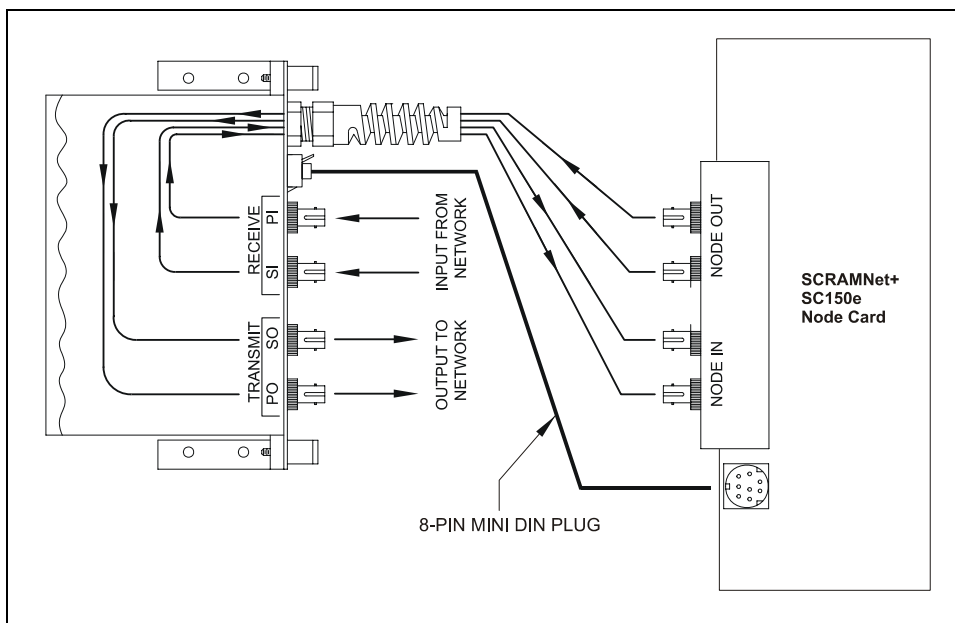 RECEIVE
PI
SI
TRANSMIT
SO
PO
INPUT FROM
NETWORK
OUTPUT TO
NETWORK
NODE OUT
NODE IN
SCRAMNet+
SC150e
Node Card
8-PIN MINI DIN PLUG